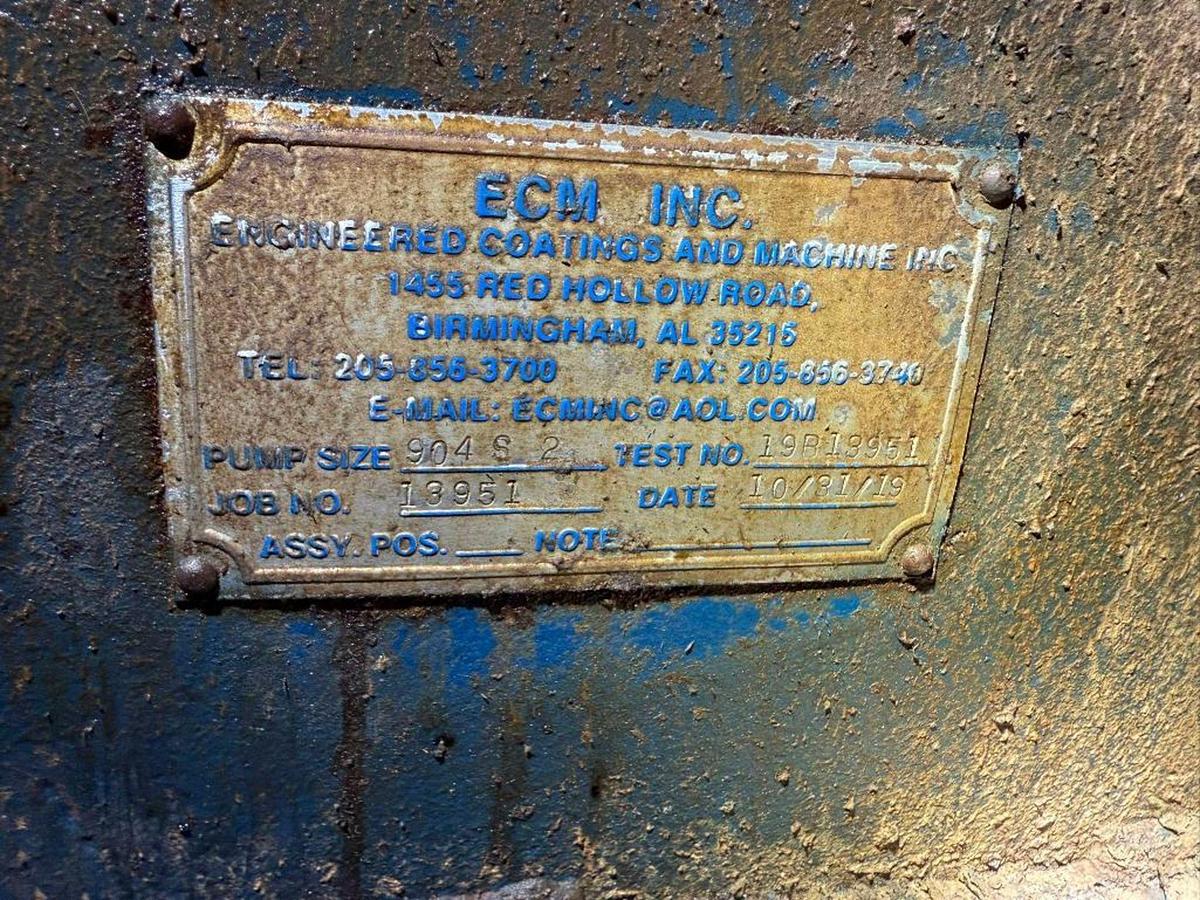 ECM INC.
ENGINEERED COATINGS AND MACHINE INC
1455 RED HOLLOW ROAD,
BIRMINGHAM, AL 35215
TEL: 205-856-3700 FAX: 205-856-3740
E-MAIL: ECMINC@AOL.COM
PUMP SIZE 904 S 2 TEST NO. 19R13951
JOB NO. 13951 DATE 10/31/19
ASSY. POS. NOTE